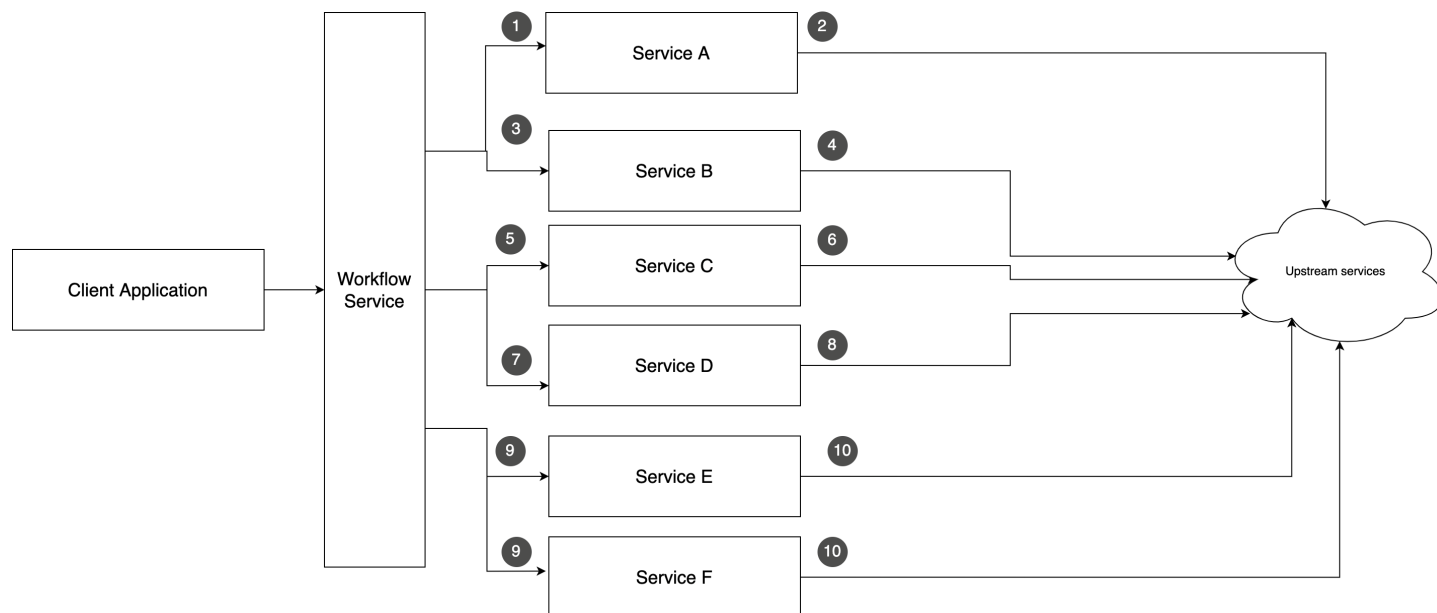 1
2
Service A
3
4
Service B
5
6
Service C
Client Application
Workflow
Service
Upstream services
7
8
Service D
9
10
Service E
9
10
Service F